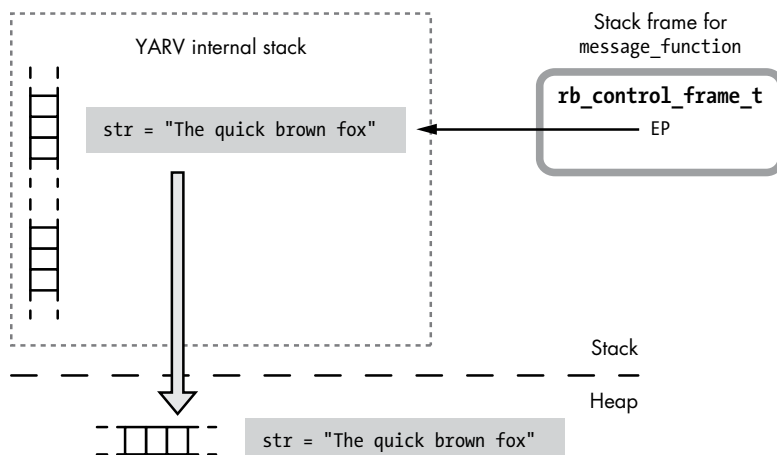 YARV internal stack
Stack frame for
message_function
rb_control_frame_t
EP
str = "The quick brown fox"
Stack
Heap
str = "The quick brown fox"